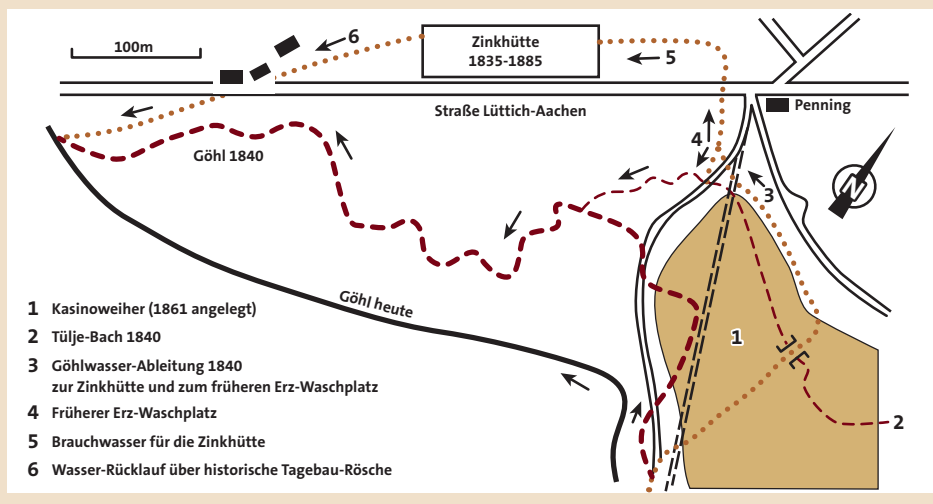 100m
6
Zinkhütte
1835-1885
5
Straße Lüttich-Aachen
Penning
4
Göhl 1840
3
N
Göhl heute
1
2
1 Kasinoweiher (1861 angelegt)
2 Tülje-Bach 1840
3 Göhlwasser-Ableitung 1840
zur Zinkhütte und zum früheren Erz-Waschplatz
4 Früherer Erz-Waschplatz
5 Brauchwasser für die Zinkhütte
6 Wasser-Rücklauf über historische Tagebau-Rösche